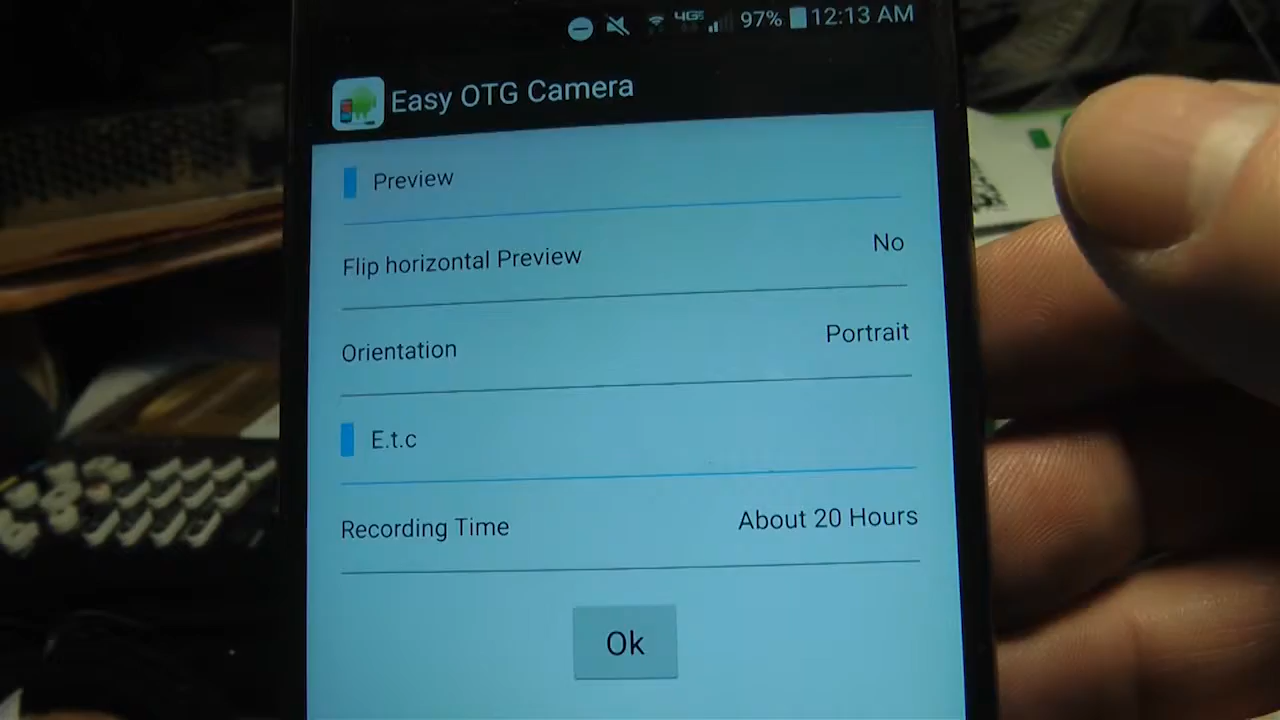 4G 97% 12:13 AM
Easy OTG Camera
Preview
Flip horizontal Preview No
Orientation Portrait
E.t.c
Recording Time About 20 Hours
Ok